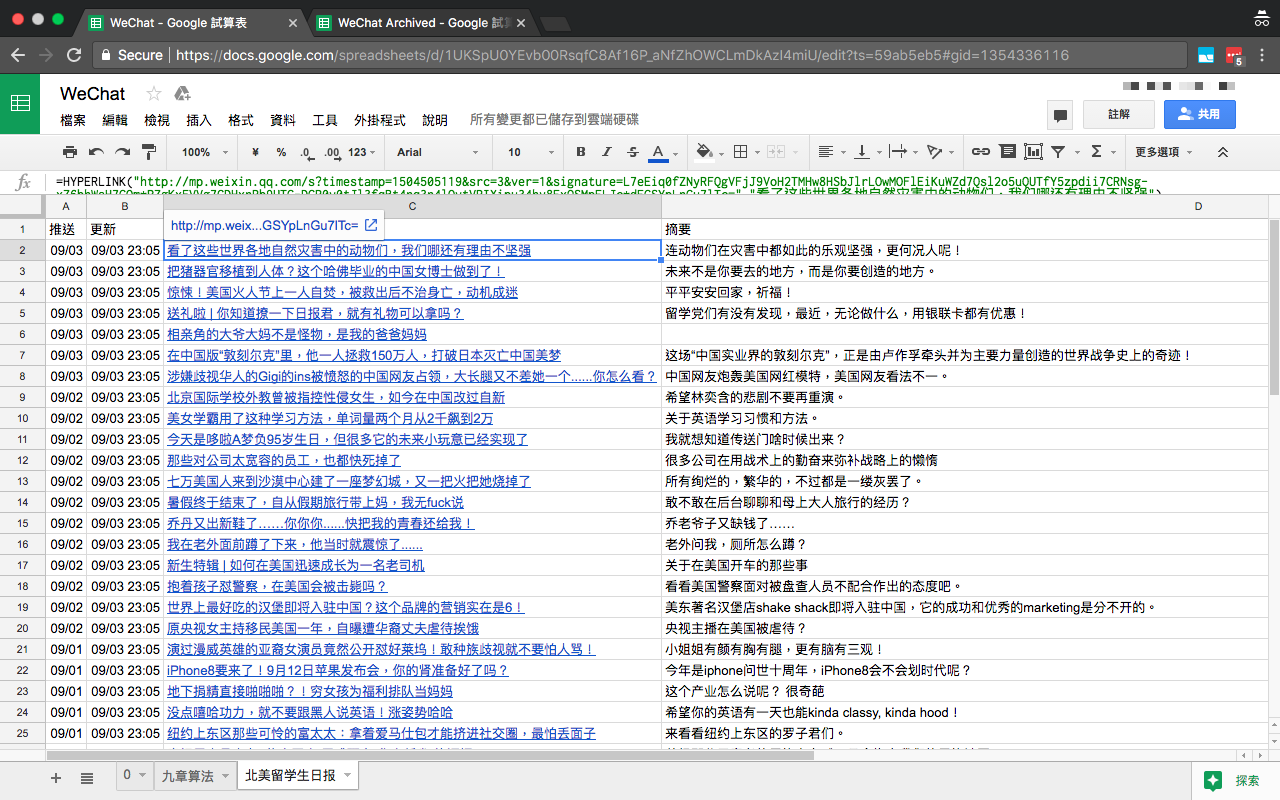 WeChat - Google 試算表
WeChat Archived - Google 試
Secure | https://docs.google.com/spreadsheets/d/1UKSpU0YEvb00RsqfC8Af16P_aNfZhOWCLmDkAzI4miU/edit?ts=59ab5eb5#gid=1354336116
5
WeChat
檔案 編輯 檢視 插入 格式 資料 工具 外掛程式 說明 所有變更都已儲存到雲端硬碟
註解 共用
100% ¥ % .0 .00 123 Arial 10 B I S A 更多選項
fx =HYPERLINK("http://mp.weixin.qq.com/s?timestamp=1504505119&src=3&ver=1&signature=L7eEiq0fZNyRFQgVFjJ9VoH2TMHw8HSbJlrLOwMOFlEiKuWZd7Qsl2o5uOUTfY5zpdii7CRNsg-
A B C D
http://mp.weix...GSYpLnGu7lTc=
1 推送 更新 摘要
2 09/03 09/03 23:05 看了这些世界各地自然灾害中的动物们，我们哪还有理由不坚强 连动物们在灾害中都如此的乐观坚强，更何况人呢！
3 09/03 09/03 23:05 把猪器官移植到人体？这个哈佛毕业的中国女博士做到了！ 未来不是你要去的地方，而是你要创造的地方。
4 09/03 09/03 23:05 惊悚！美国火人节上一人自焚，被救出后不治身亡，动机成迷 平平安安回家，祈福！
5 09/03 09/03 23:05 送礼啦 | 你知道撩一下日报君，就有礼物可以拿吗？ 留学党们有没有发现，最近，无论做什么，用银联卡都有优惠！
6 09/03 09/03 23:05 相亲角的大爷大妈不是怪物，是我的爸爸妈妈
7 09/03 09/03 23:05 在中国版“敦刻尔克”里，他一人拯救150万人，打破日本灭亡中国美梦 这场“中国实业界的敦刻尔克”，正是由卢作孚牵头并为主要力量创造的世界战争史上的奇迹！
8 09/03 09/03 23:05 涉嫌歧视华人的Gigi的ins被愤怒的中国网友占领，大长腿又不差她一个......你怎么看？ 中国网友炮轰美国网红模特，美国网友看法不一。
9 09/02 09/03 23:05 北京国际学校外教曾被指控性侵女生，如今在中国改过自新 希望林奕含的悲剧不要再重演。
10 09/02 09/03 23:05 美女学霸用了这种学习方法，单词量两个月从2千飙到2万 关于英语学习习惯和方法。
11 09/02 09/03 23:05 今天是哆啦A梦负95岁生日，但很多它的未来小玩意已经实现了 我就想知道传送门啥时候出来？
12 09/02 09/03 23:05 那些对公司太宽容的员工，也都快死掉了 很多公司在用战术上的勤奋来弥补战略上的懒惰
13 09/02 09/03 23:05 七万美国人来到沙漠中心建了一座梦幻城，又一把火把她烧掉了 所有绚烂的，繁华的，不过都是一缕灰罢了。
14 09/02 09/03 23:05 暑假终于结束了，自从假期旅行带上妈，我无fuck说 敢不敢在后台聊聊和母上大人旅行的经历？
15 09/02 09/03 23:05 乔丹又出新鞋了……你你你......快把我的青春还给我！ 乔老爷子又缺钱了……
16 09/02 09/03 23:05 我在老外面前蹲了下来，他当时就震惊了...... 老外问我，厕所怎么蹲？
17 09/02 09/03 23:05 新生特辑 | 如何在美国迅速成长为一名老司机 关于在美国开车的那些事
18 09/02 09/03 23:05 抱着孩子怼警察，在美国会被击毙吗？ 看看美国警察面对被盘查人员不配合作出的态度吧。
19 09/02 09/03 23:05 世界上最好吃的汉堡即将入驻中国？这个品牌的营销实在是6！ 美东著名汉堡店shake shack即将入驻中国，它的成功和优秀的marketing是分不开的。
20 09/02 09/03 23:05 原央视女主持移民美国一年，自曝遭华裔丈夫虐待挨饿 央视主播在美国被虐待？
21 09/01 09/03 23:05 演过漫威英雄的亚裔女演员竟然公开怼好莱坞！敢种族歧视就不要怕人骂！ 小姐姐有颜有胸有腿，更有脑有三观！
22 09/01 09/03 23:05 iPhone8要来了！9月12日苹果发布会，你的肾准备好了吗？ 今年是iphone问世十周年，iPhone8会不会划时代呢？
23 09/01 09/03 23:05 地下捐精直接啪啪啪？！穷女孩为福利排队当妈妈 这个产业怎么说呢？ 很奇葩
24 09/01 09/03 23:05 没点嘻哈功力，就不要跟黑人说英语！涨姿势哈哈 希望你的英语有一天也能kinda classy, kinda hood！
25 09/01 09/03 23:05 纽约上东区那些可怜的富太太：拿着爱马仕包才能挤进社交圈，最怕丢面子 来看看纽约上东区的罗子君们。
0 九章算法 北美留学生日报 探索